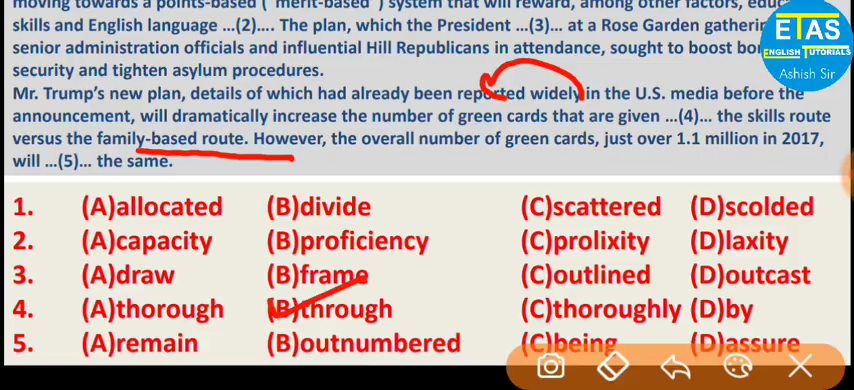 moving towards a points-based ("merit-based") system that will reward, among other factors,
skills and English language ...(2).... The plan, which the President ...(3)... at a Rose Garden
senior administration officials and influential Hill Republicans in attendance, sought to boost
security and tighten asylum procedures.
Mr. Trump's new plan, details of which had already been reported widely in the U.S. media before the
announcement, will dramatically increase the number of green cards that are given ...(4)... the skills route
versus the family-based route. However, the overall number of green cards, just over 1.1 million in 2017,
will ...(5)... the same.
ETAS
ENGLISH TUTORIALS
Ashish Sir
1. (A)allocated (B)divide (C)scattered (D)scolded
2. (A)capacity (B)proficiency (C)prolixity (D)laxity
3. (A)draw (B)frame (C)outlined (D)outcast
4. (A)thorough (B)through (C)thoroughly (D)by
5. (A)remain (B)outnumbered (C)being (D)assure